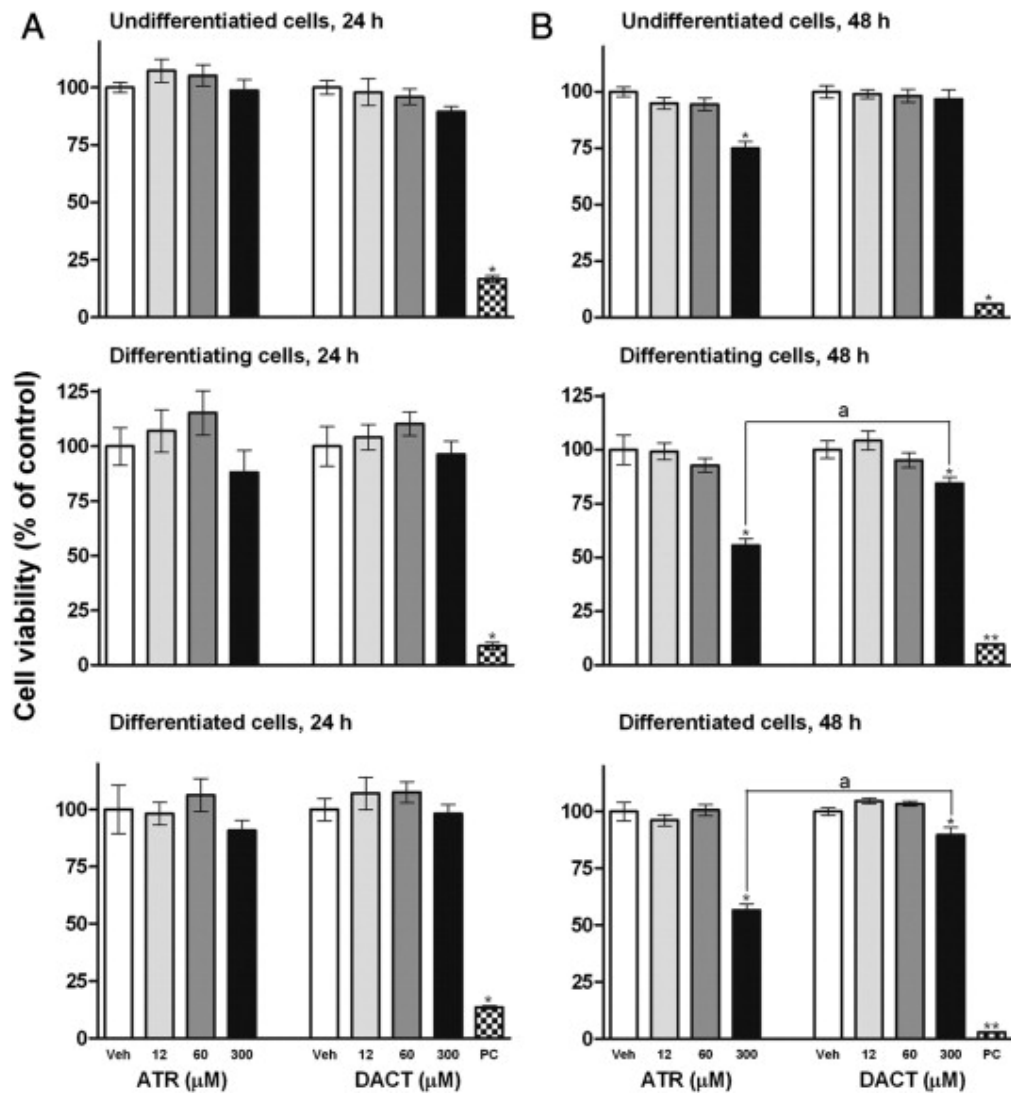 A
Undifferentiatied cells, 24 h
100
75
50
25
0
*
Cell viability (% of control)
Differentiating cells, 24 h
125
100
75
50
25
0
*
Differentiated cells, 24 h
100
75
50
25
0
*
Veh 12 60 300 Veh 12 60 300 PC
ATR (μM) DACT (μM)
B
Undifferentiated cells, 48 h
100
75
50
25
0
*
*
Differentiating cells, 48 h
125
100
75
50
25
0
a
*
*
**
Differentiated cells, 48 h
100
75
50
25
0
a
*
*
**
Veh 12 60 300 Veh 12 60 300 PC
ATR (μM) DACT (μM)